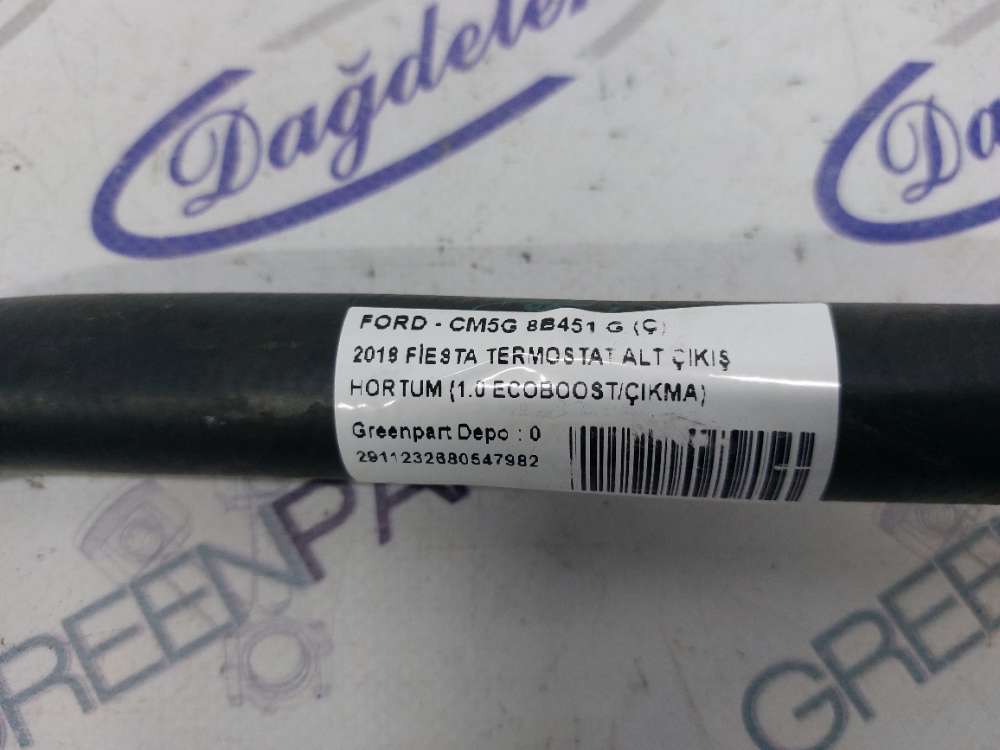 Dağdelen
Dağ
FORD - CM5G 8B451 G (Ç)
2018 FİESTA TERMOSTAT ALT ÇIKIŞ
HORTUM (1.0 ECOBOOST/ÇIKMA)
Greenpart Depo : 0
2911232680547982
GREENPA
GREEN